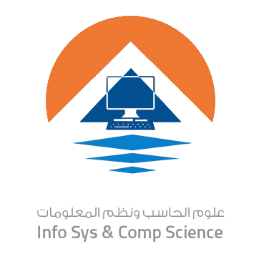 علوم الحاسب ونظم المعلومات
Info Sys & Comp Science